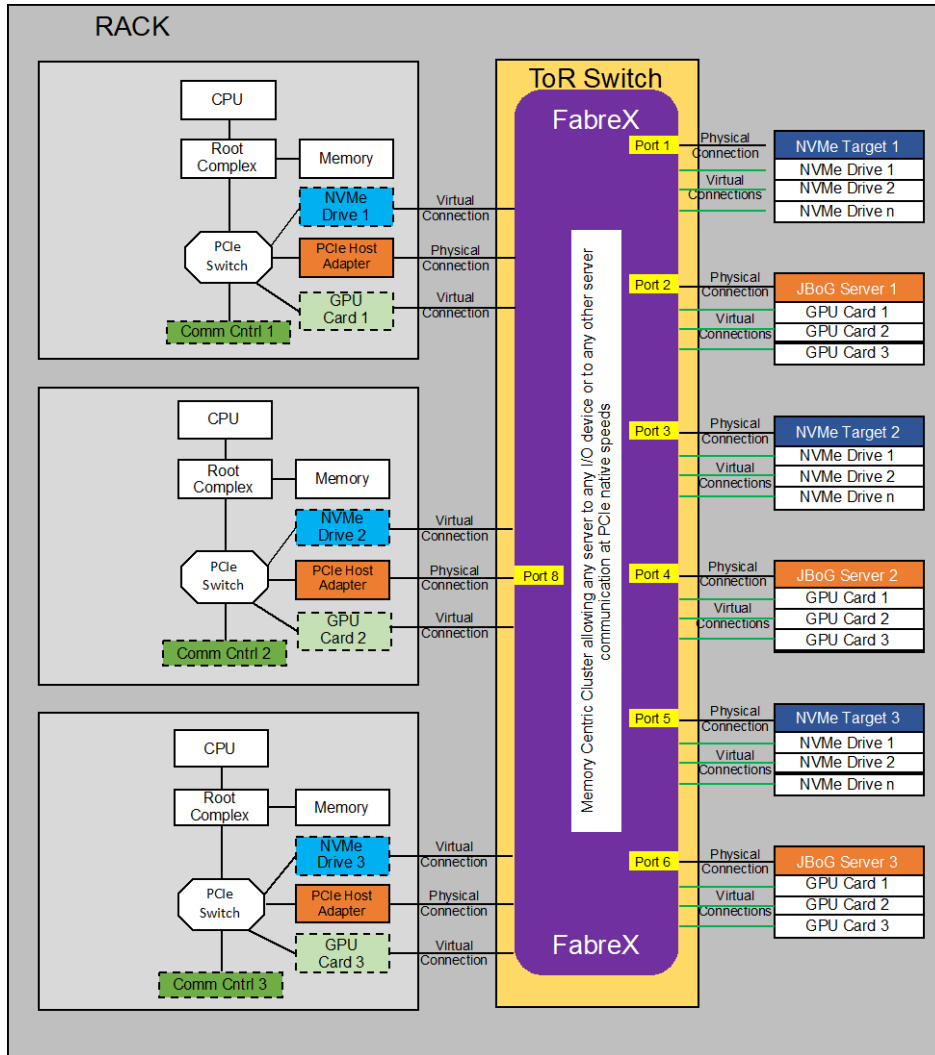 RACK
CPU
Root
Complex
Memory
NVMe
Drive 1
PCIe
Switch
PCIe Host
Adapter
GPU
Card 1
Comm Cntrl 1
Virtual
Connection
Physical
Connection
Virtual
Connection
CPU
Root
Complex
Memory
NVMe
Drive 2
PCIe
Switch
PCIe Host
Adapter
GPU
Card 2
Comm Cntrl 2
Virtual
Connection
Physical
Connection
Virtual
Connection
CPU
Root
Complex
Memory
NVMe
Drive 3
PCIe
Switch
PCIe Host
Adapter
GPU
Card 3
Comm Cntrl 3
Virtual
Connection
Physical
Connection
Virtual
Connection
ToR Switch
FabreX
Memory Centric Cluster allowing any server to any I/O device or to any other server
communication at PCIe native speeds
Port 8
FabreX
Port 1
Physical
Connection
Virtual
Connections
NVMe Target 1
NVMe Drive 1
NVMe Drive 2
NVMe Drive n
Port 2
Physical
Connection
Virtual
Connections
JBoG Server 1
GPU Card 1
GPU Card 2
GPU Card 3
Port 3
Physical
Connection
Virtual
Connections
NVMe Target 2
NVMe Drive 1
NVMe Drive 2
NVMe Drive n
Port 4
Physical
Connection
Virtual
Connections
JBoG Server 2
GPU Card 1
GPU Card 2
GPU Card 3
Port 5
Physical
Connection
Virtual
Connections
NVMe Target 3
NVMe Drive 1
NVMe Drive 2
NVMe Drive n
Port 6
Physical
Connection
Virtual
Connections
JBoG Server 3
GPU Card 1
GPU Card 2
GPU Card 3